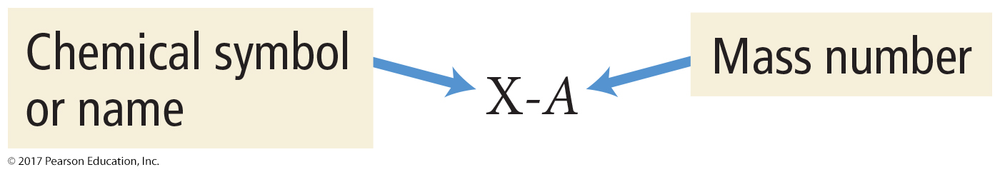 Chemical symbol
or name
X-A
Mass number
© 2017 Pearson Education, Inc.